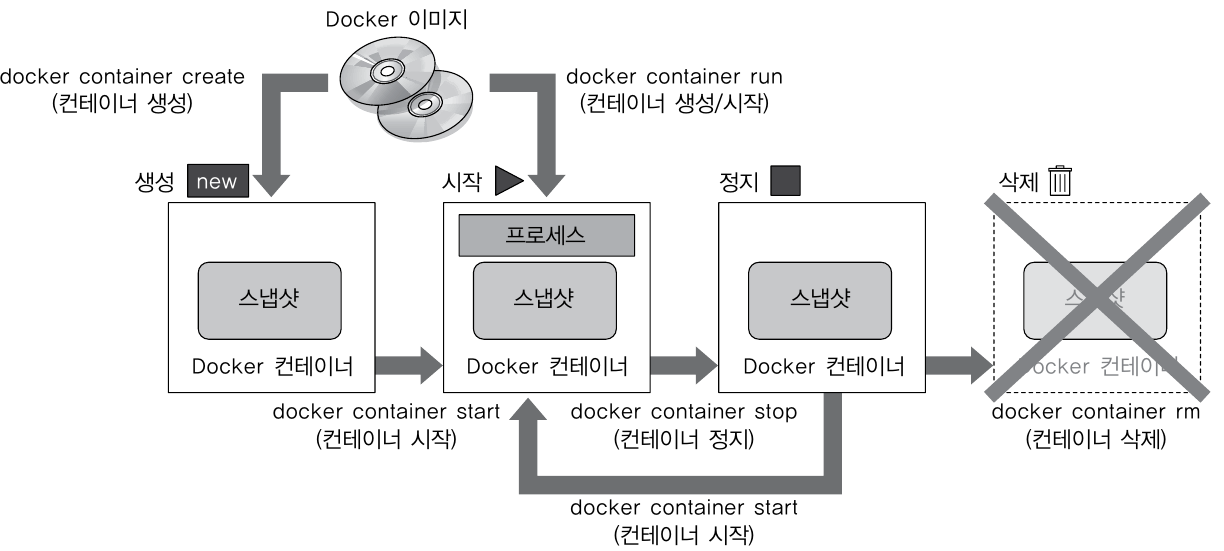 Docker 이미지
docker container create
(컨테이너 생성)
docker container run
(컨테이너 생성/시작)
생성
new
시작
정지
삭제
프로세스
스냅샷
스냅샷
스냅샷
스냅샷
Docker 컨테이너
Docker 컨테이너
Docker 컨테이너
Docker 컨테이너
docker container start
(컨테이너 시작)
docker container stop
(컨테이너 정지)
docker container rm
(컨테이너 삭제)
docker container start
(컨테이너 시작)